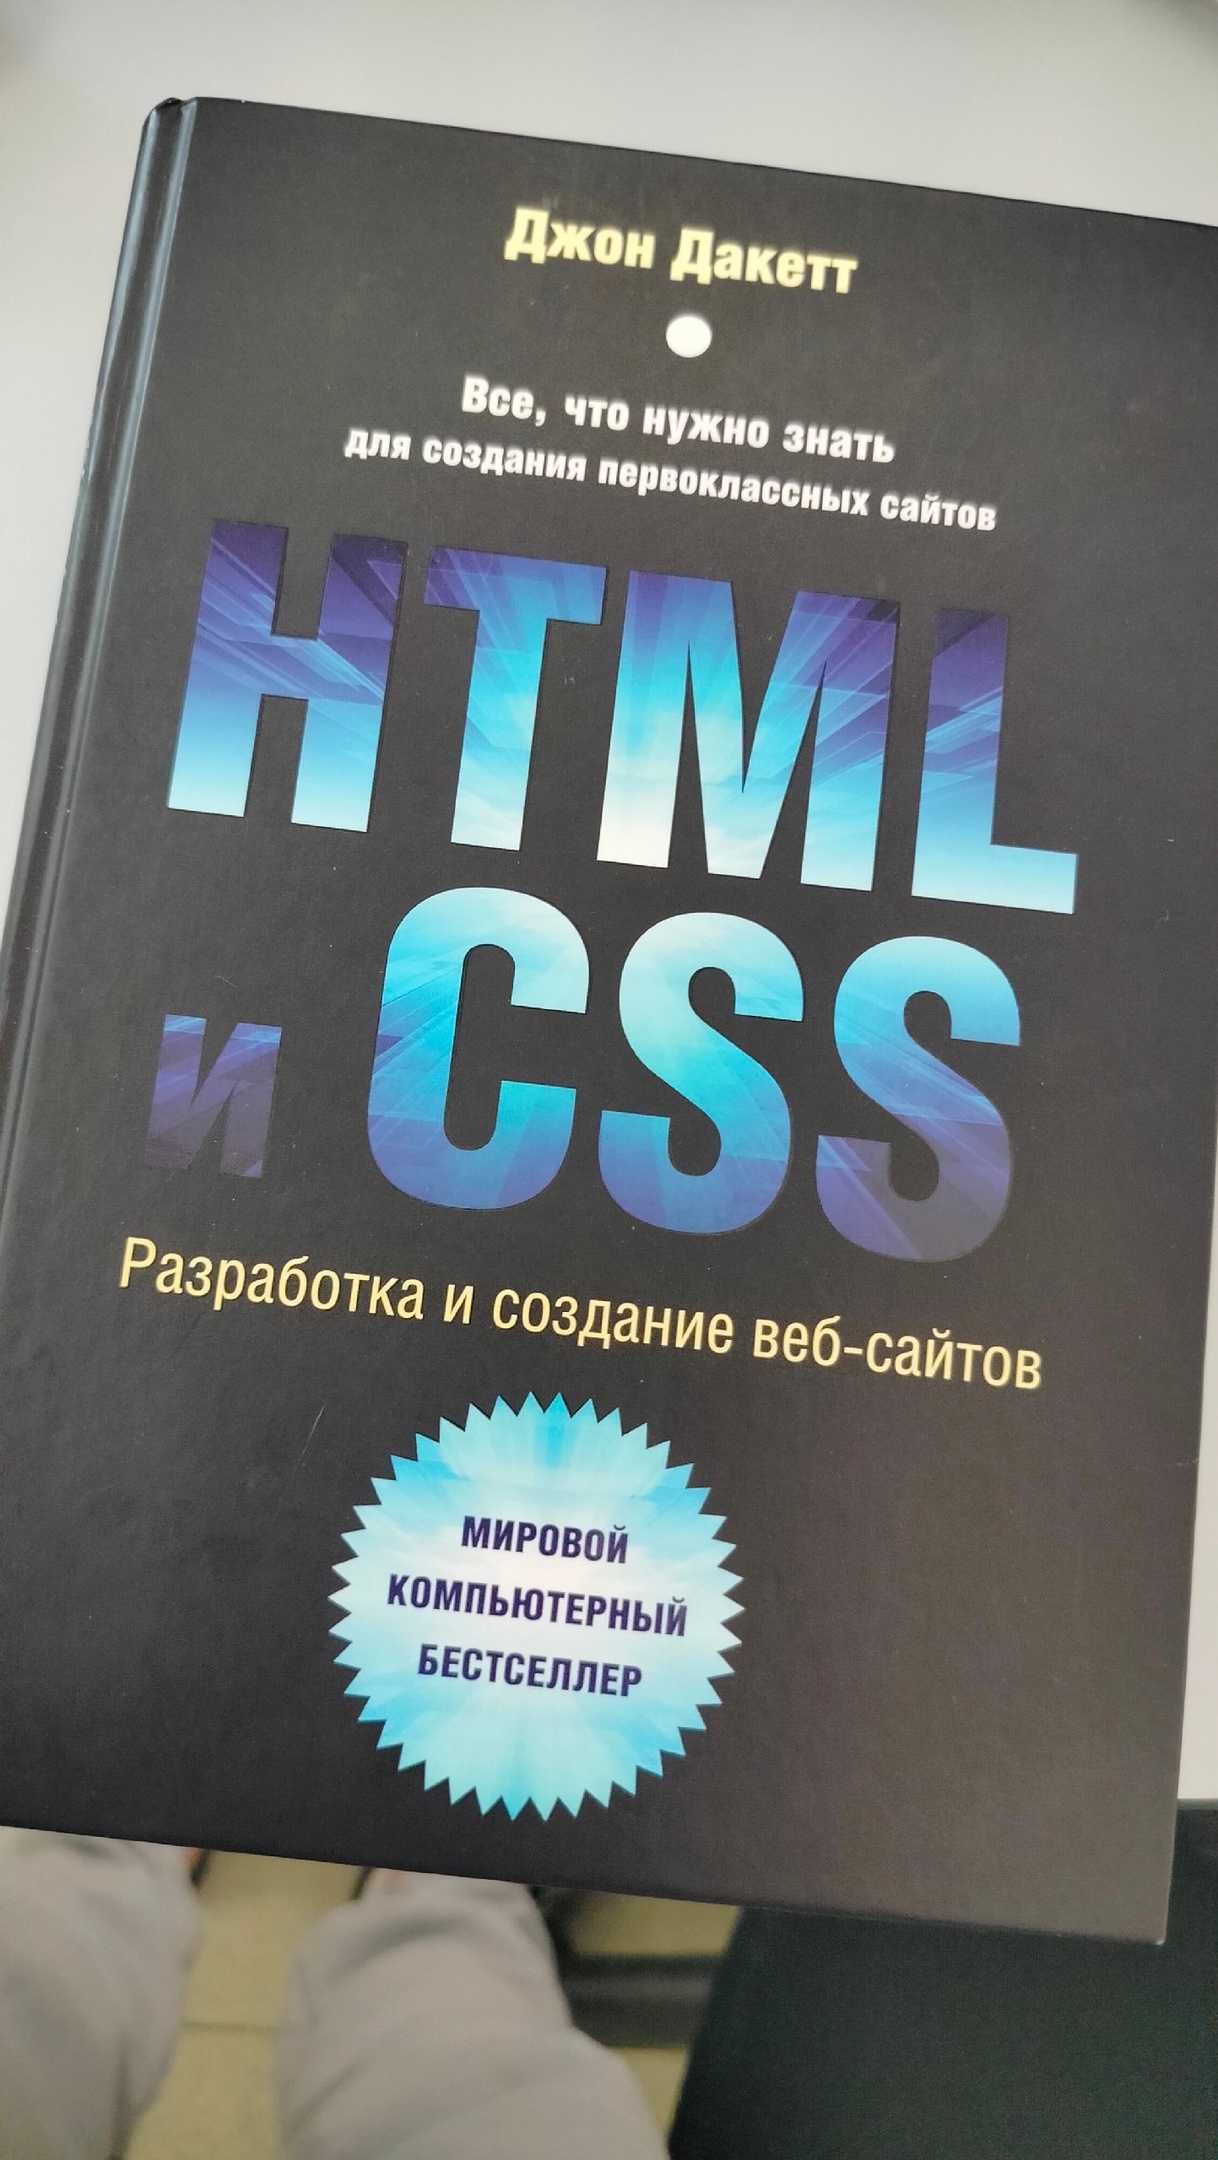 Джон Дакетт
Все, что нужно знать
для создания первоклассных сайтов
HTML
и CSS
Разработка и создание веб-сайтов
МИРОВОЙ
КОМПЬЮТЕРНЫЙ
БЕСТСЕЛЛЕР